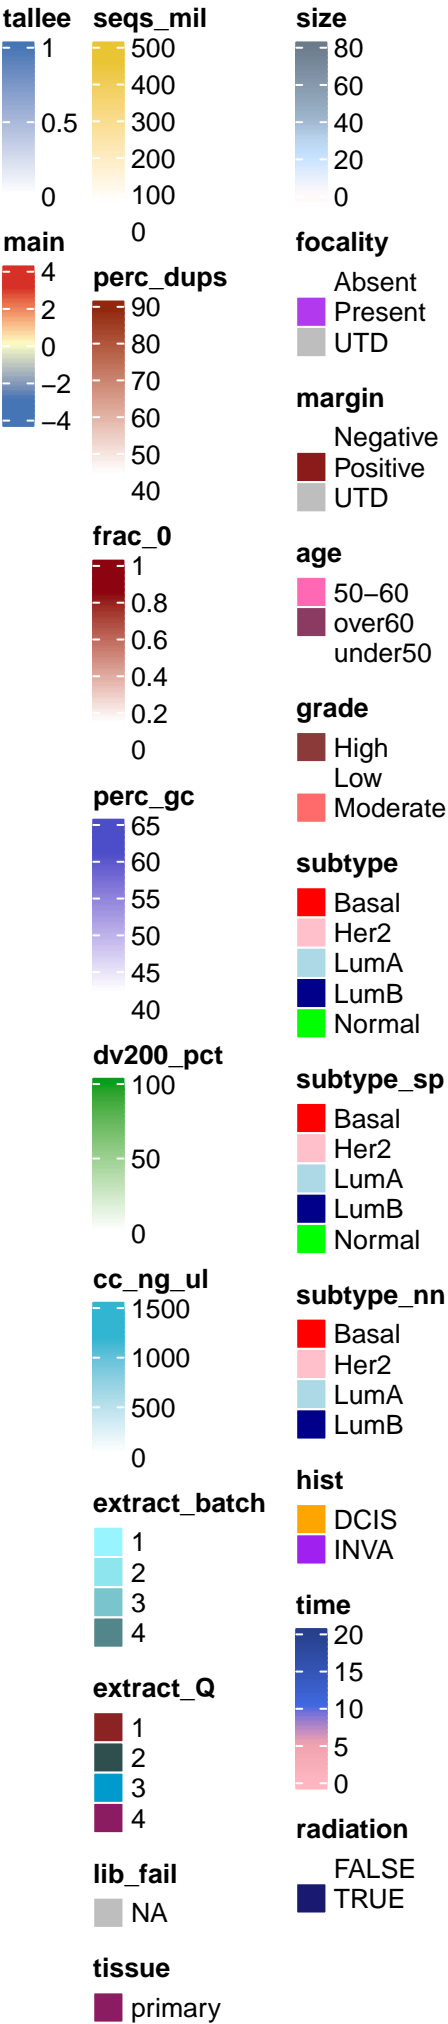 tallee
1
0.5
0
main
4
2
0
−2
−4
seqs_mil
500
400
300
200
100
0
perc_dups
90
80
70
60
50
40
frac_0
1
0.8
0.6
0.4
0.2
0
perc_gc
65
60
55
50
45
40
dv200_pct
100
50
0
cc_ng_ul
1500
1000
500
0
extract_batch
1
2
3
4
extract_Q
1
2
3
4
lib_fail
NA
tissue
primary
size
80
60
40
20
0
focality
Absent
Present
UTD
margin
Negative
Positive
UTD
age
50−60
over60
under50
grade
High
Low
Moderate
subtype
Basal
Her2
LumA
LumB
Normal
subtype_sp
Basal
Her2
LumA
LumB
Normal
subtype_nn
Basal
Her2
LumA
LumB
hist
DCIS
INVA
time
20
15
10
5
0
radiation
FALSE
TRUE